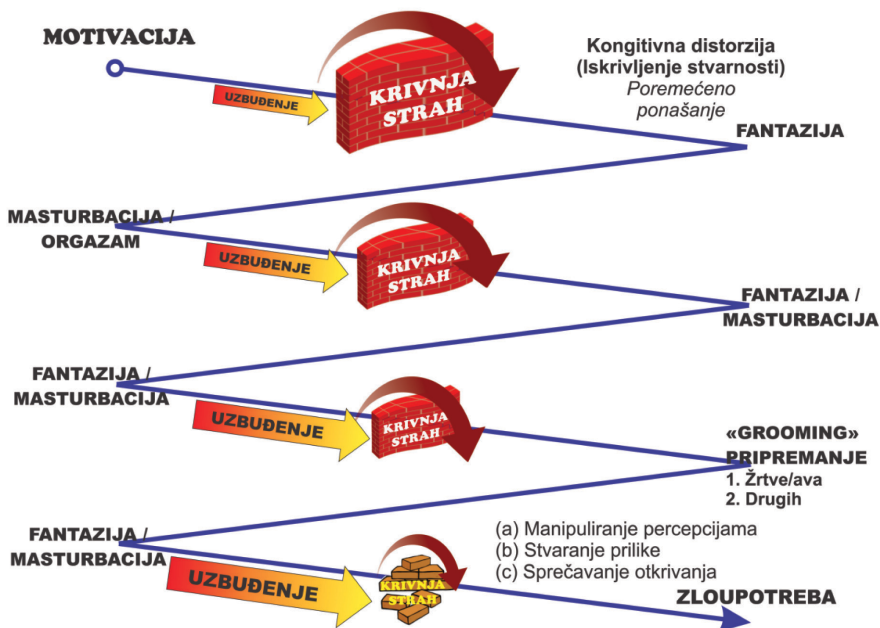 MOTIVACIJA
UZBUĐENJE
KRIVNJA
STRAH
Kongitivna distorzija
(Iskrivljenje stvarnosti)
Poremećeno
ponašanje
FANTAZIJA
MASTURBACIJA /
ORGAZAM
UZBUĐENJE
KRIVNJA
STRAH
FANTAZIJA /
MASTURBACIJA
FANTAZIJA /
MASTURBACIJA
UZBUĐENJE
KRIVNJA
STRAH
«GROOMING»
PRIPREMANJE
1. Žrtve/ava
2. Drugih
FANTAZIJA /
MASTURBACIJA
UZBUĐENJE
KRIVNJA
STRAH
(a) Manipuliranje percepcijama
(b) Stvaranje prilike
(c) Sprečavanje otkrivanja
ZLOUPOTREBA